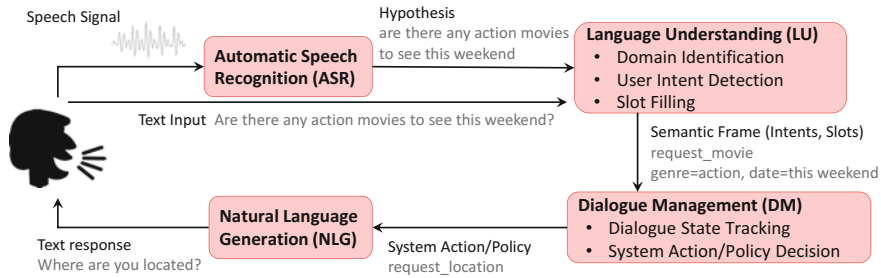 Speech Signal
Automatic Speech
Recognition (ASR)
Hypothesis
are there any action movies
to see this weekend
Language Understanding (LU)
• Domain Identification
• User Intent Detection
• Slot Filling
Text Input Are there any action movies to see this weekend?
Semantic Frame (Intents, Slots)
request_movie
genre=action, date=this weekend
Dialogue Management (DM)
• Dialogue State Tracking
• System Action/Policy Decision
System Action/Policy
request_location
Natural Language
Generation (NLG)
Text response
Where are you located?